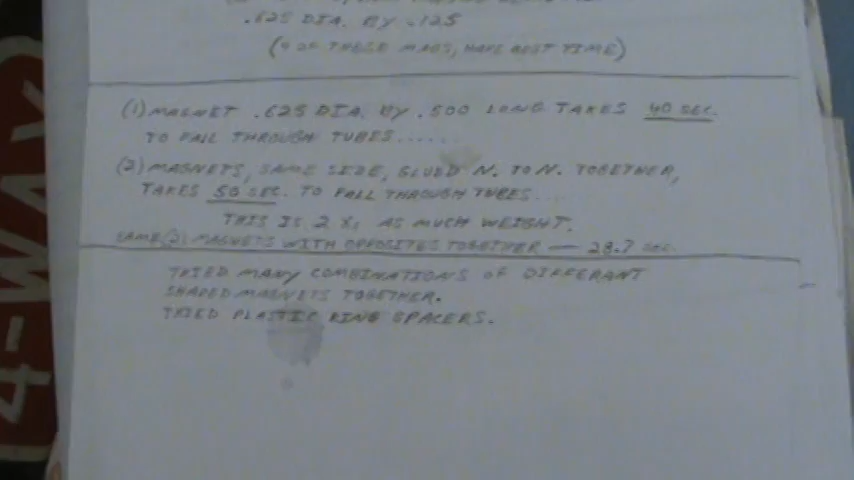 .625 DIA. BY .125
(4 OF THESE MAGS, HAVE BEST TIME)
(1) MAGNET .625 DIA. BY .500 LONG TAKES 40 SEC.
TO FALL THROUGH TUBES......
(2) MAGNETS, SAME SIZE, GLUED N. TO N. TOGETHER,
TAKES 50 SEC. TO FALL THROUGH TUBES......
THIS IS 2 X, AS MUCH WEIGHT.
SAME (2) MAGNETS WITH OPPOSITES TOGETHER — 28.7 SEC.
TRIED MANY COMBINATIONS OF DIFFERANT
SHAPED MAGNETS TOGETHER.
TRIED PLASTIC RING SPACERS.
4-WAY